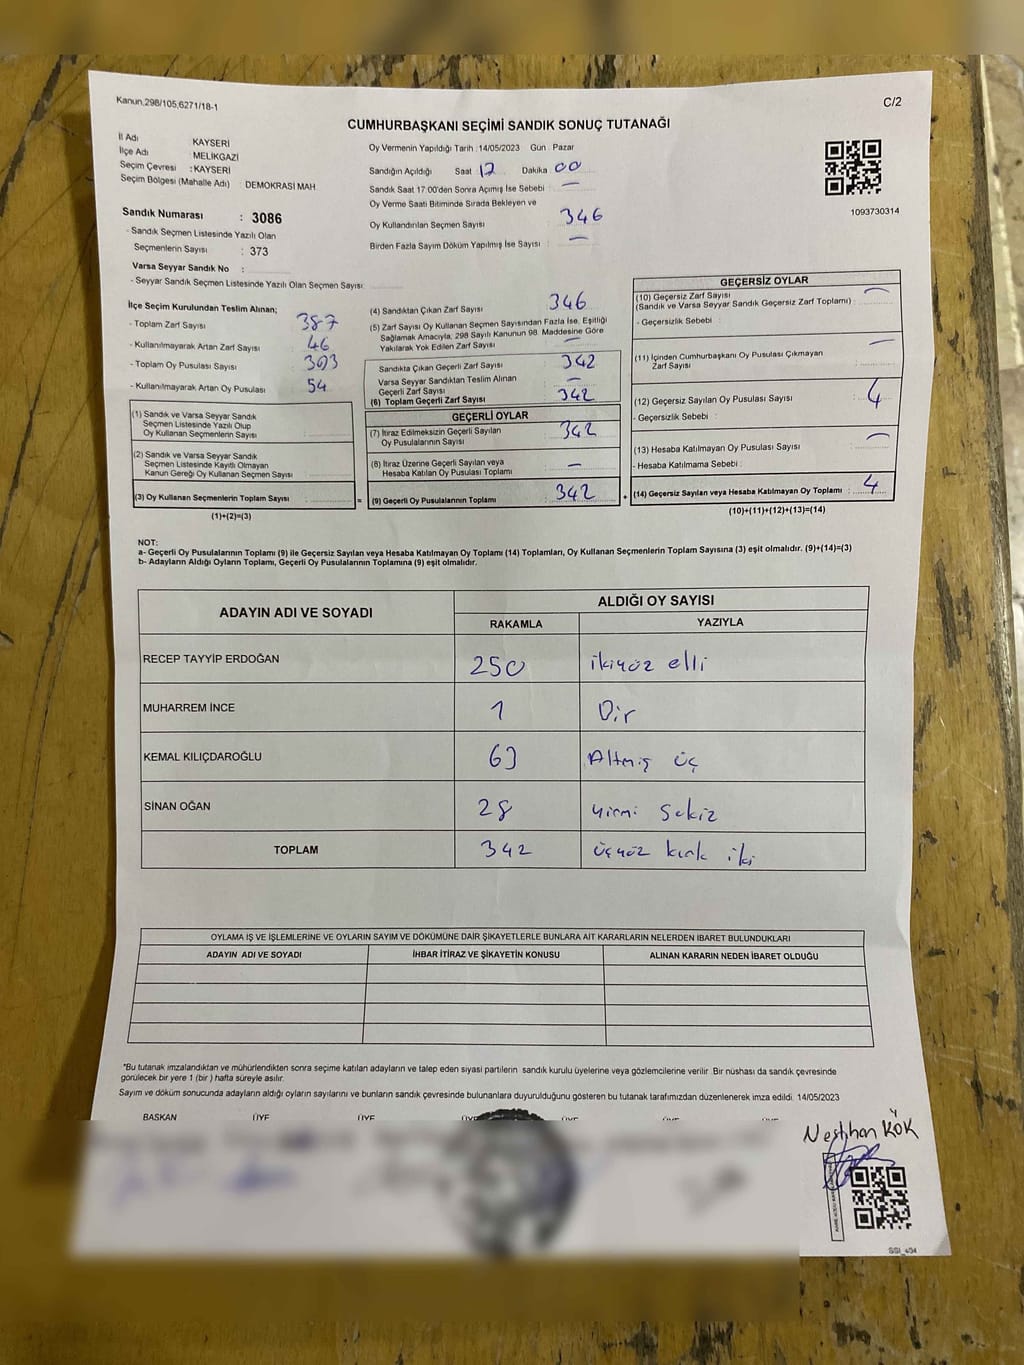 Kanun,298/105,6271/18-1
C/2
CUMHURBAŞKANI SEÇİMİ SANDIK SONUÇ TUTANAĞI
İl Adı KAYSERİ
İlçe Adı MELİKGAZİ
Seçim Çevresi : KAYSERİ
Seçim Bölgesi (Mahalle Adı) : DEMOKRASİ MAH.
Oy Vermenin Yapıldığı Tarih :14/05/2023 Gün : Pazar
Sandığın Açıldığı Saat 17 Dakika 00
Sandık Saat 17:00'den Sonra Açılmış İse Sebebi : —
Oy Verme Saati Bitiminde Sırada Bekleyen ve
Oy Kullandırılan Seçmen Sayısı 346
Birden Fazla Sayım Döküm Yapılmış İse Sayısı : —
1093730314
Sandık Numarası : 3086
- Sandık Seçmen Listesinde Yazılı Olan
Seçmenlerin Sayısı : 373
Varsa Seyyar Sandık No :
- Seyyar Sandık Seçmen Listesinde Yazılı Olan Seçmen Sayısı:
İlçe Seçim Kurulundan Teslim Alınan;
- Toplam Zarf Sayısı 387
- Kullanılmayarak Artan Zarf Sayısı 46
- Toplam Oy Pusulası Sayısı 393
- Kullanılmayarak Artan Oy Pusulası 54
(1) Sandık ve Varsa Seyyar Sandık
Seçmen Listesinde Yazılı Olup
Oy Kullanan Seçmenlerin Sayısı
(2) Sandık ve Varsa Seyyar Sandık
Seçmen Listesinde Kayıtlı Olmayan
Kanun Gereği Oy Kullanan Seçmen Sayısı
(3) Oy Kullanan Seçmenlerin Toplam Sayısı
(1)+(2)=(3)
=
(4) Sandıktan Çıkan Zarf Sayısı 346
(5) Zarf Sayısı Oy Kullanan Seçmen Sayısından Fazla İse, Eşitliği
Sağlamak Amacıyla, 298 Sayılı Kanunun 98. Maddesine Göre
Yakılarak Yok Edilen Zarf Sayısı —
Sandıkta Çıkan Geçerli Zarf Sayısı 342
Varsa Seyyar Sandıktan Teslim Alınan
Geçerli Zarf Sayısı —
(6) Toplam Geçerli Zarf Sayısı 342
GEÇERLİ OYLAR
(7) İtiraz Edilmeksizin Geçerli Sayılan
Oy Pusulalarının Sayısı 342
(8) İtiraz Üzerine Geçerli Sayılan veya
Hesaba Katılan Oy Pusulası Toplamı —
(9) Geçerli Oy Pusulalarının Toplamı 342
+
GEÇERSİZ OYLAR
(10) Geçersiz Zarf Sayısı
(Sandık ve Varsa Seyyar Sandık Geçersiz Zarf Toplamı) : —
- Geçersizlik Sebebi :
(11) İçinden Cumhurbaşkanı Oy Pusulası Çıkmayan
Zarf Sayısı —
(12) Geçersiz Sayılan Oy Pusulası Sayısı 4
- Geçersizlik Sebebi :
(13) Hesaba Katılmayan Oy Pusulası Sayısı —
- Hesaba Katılmama Sebebi :
(14) Geçersiz Sayılan veya Hesaba Katılmayan Oy Toplamı : 4
(10)+(11)+(12)+(13)=(14)
NOT:
a- Geçerli Oy Pusulalarının Toplamı (9) ile Geçersiz Sayılan veya Hesaba Katılmayan Oy Toplamı (14) Toplamları, Oy Kullanan Seçmenlerin Toplam Sayısına (3) eşit olmalıdır. (9)+(14)=(3)
b- Adayların Aldığı Oyların Toplamı, Geçerli Oy Pusulalarının Toplamına (9) eşit olmalıdır.
ADAYIN ADI VE SOYADI ALDIĞI OY SAYISI
RAKAMLA YAZIYLA
RECEP TAYYİP ERDOĞAN 250 ikiyüz elli
MUHARREM İNCE 1 Bir
KEMAL KILIÇDAROĞLU 63 Altmış üç
SİNAN OĞAN 28 yirmi sekiz
TOPLAM 342 üçyüz kırk iki
OYLAMA İŞ VE İŞLEMLERİNE VE OYLARIN SAYIM VE DÖKÜMÜNE DAİR ŞİKAYETLERLE BUNLARA AİT KARARLARIN NELERDEN İBARET BULUNDUKLARI
ADAYIN ADI VE SOYADI İHBAR İTİRAZ VE ŞİKAYETİN KONUSU ALINAN KARARIN NEDEN İBARET OLDUĞU
*Bu tutanak imzalandıktan ve mühürlendikten sonra seçime katılan adayların ve talep eden siyasi partilerin sandık kurulu üyelerine veya gözlemcilerine verilir. Bir nüshası da sandık çevresinde
görülecek bir yere 1 (bir) hafta süreyle asılır.
Sayım ve döküm sonucunda adayların aldığı oyların sayılarını ve bunların sandık çevresinde bulunanlara duyurulduğunu gösteren bu tutanak tarafımızdan düzenlenerek imza edildi. 14/05/2023
BAŞKAN ÜYE ÜYE ÜYE ÜYE ÜYE
Neslihan KÖK